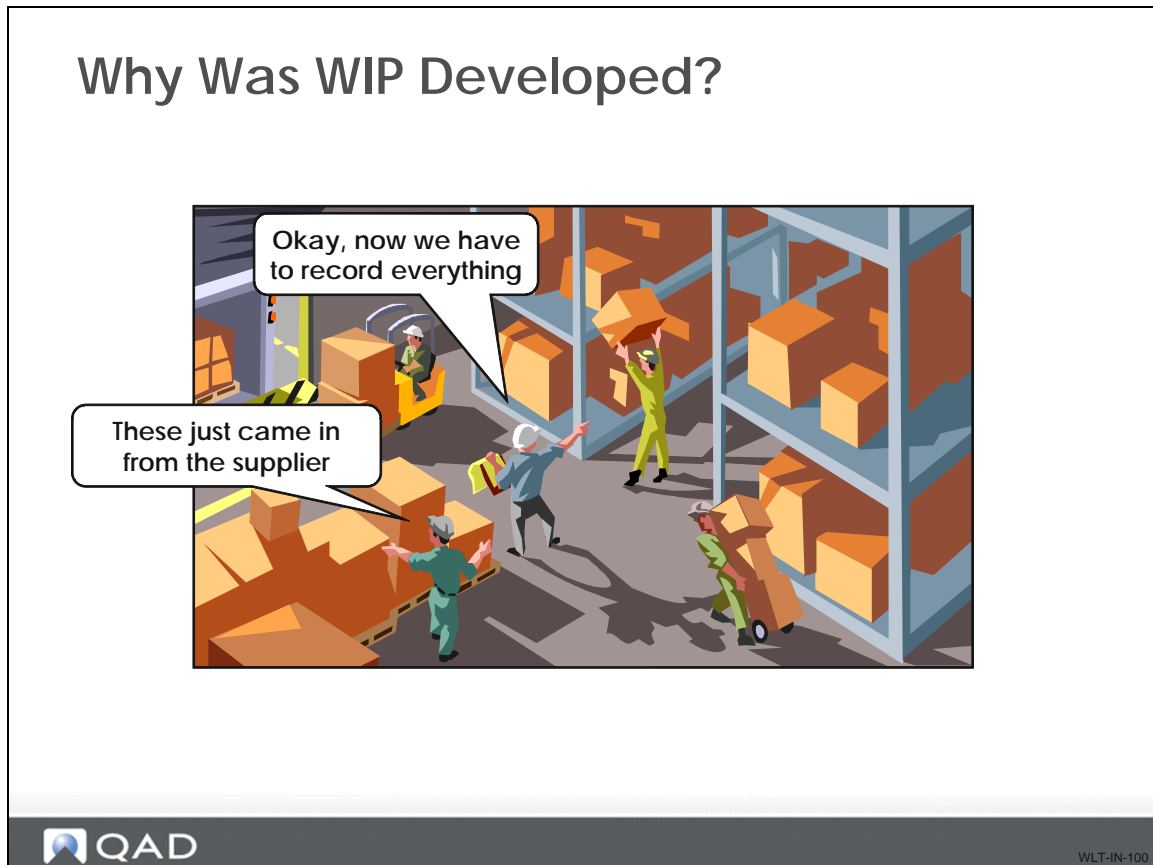 Why Was WIP Developed?
Okay, now we have
to record everything
These just came in
from the supplier
QAD
WLT-IN-100